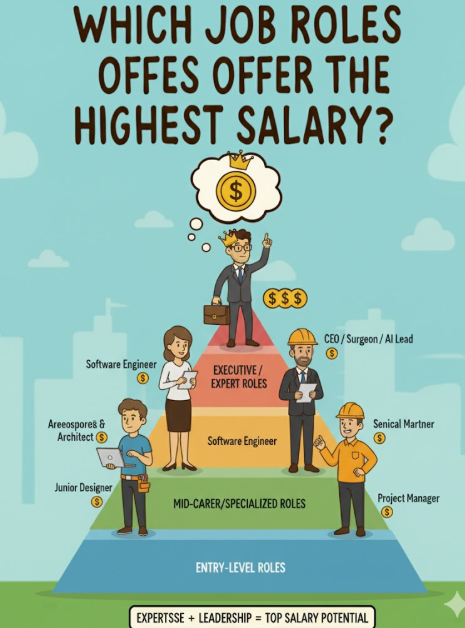 WHICH JOB ROLES
OFFES OFFER THE
HIGHEST SALARY?
$
$$$
CEO / Surgeon / AI Lead
$
Software Engineer
$
EXECUTIVE /
EXPERT ROLES
Areeospore8 &
Architect $
Software Engineer
Senical Martner
$
Junior Designer
$
MID-CARER/SPECIALIZED ROLES
Project Manager
$
ENTRY-LEVEL ROLES
EXPERTSSE + LEADERSHIP = TOP SALARY POTENTIAL